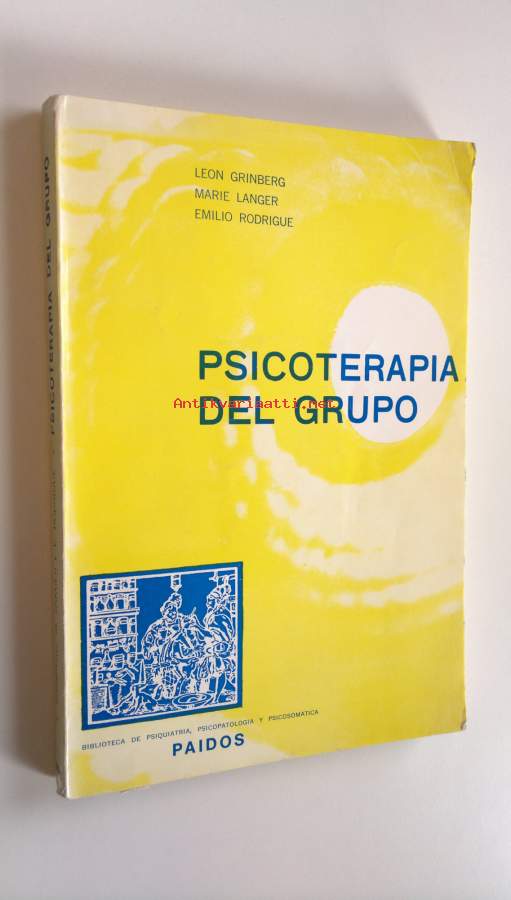 LEON GRINBERG
MARIE LANGER
EMILIO RODRIGUE
PSICOTERAPIA
DEL GRUPO
Antikvariaatti.net
BIBLIOTECA DE PSIQUIATRIA, PSICOPATOLOGIA Y PSICOSOMATICA
PAIDOS
PSICOTERAPIA DEL GRUPO